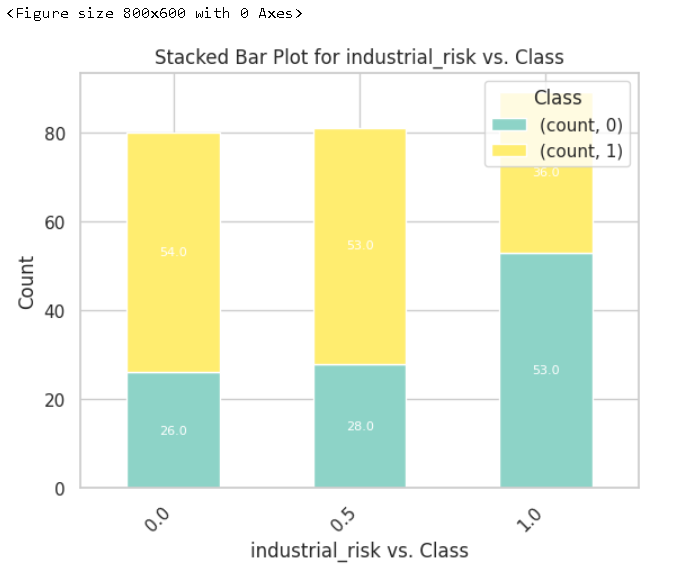 <Figure size 800x600 with 0 Axes>
Stacked Bar Plot for industrial_risk vs. Class
Class
(count, 0)
(count, 1)
80
60
40
20
0
Count
54.0
53.0
36.0
26.0
28.0
53.0
0.0
0.5
1.0
industrial_risk vs. Class